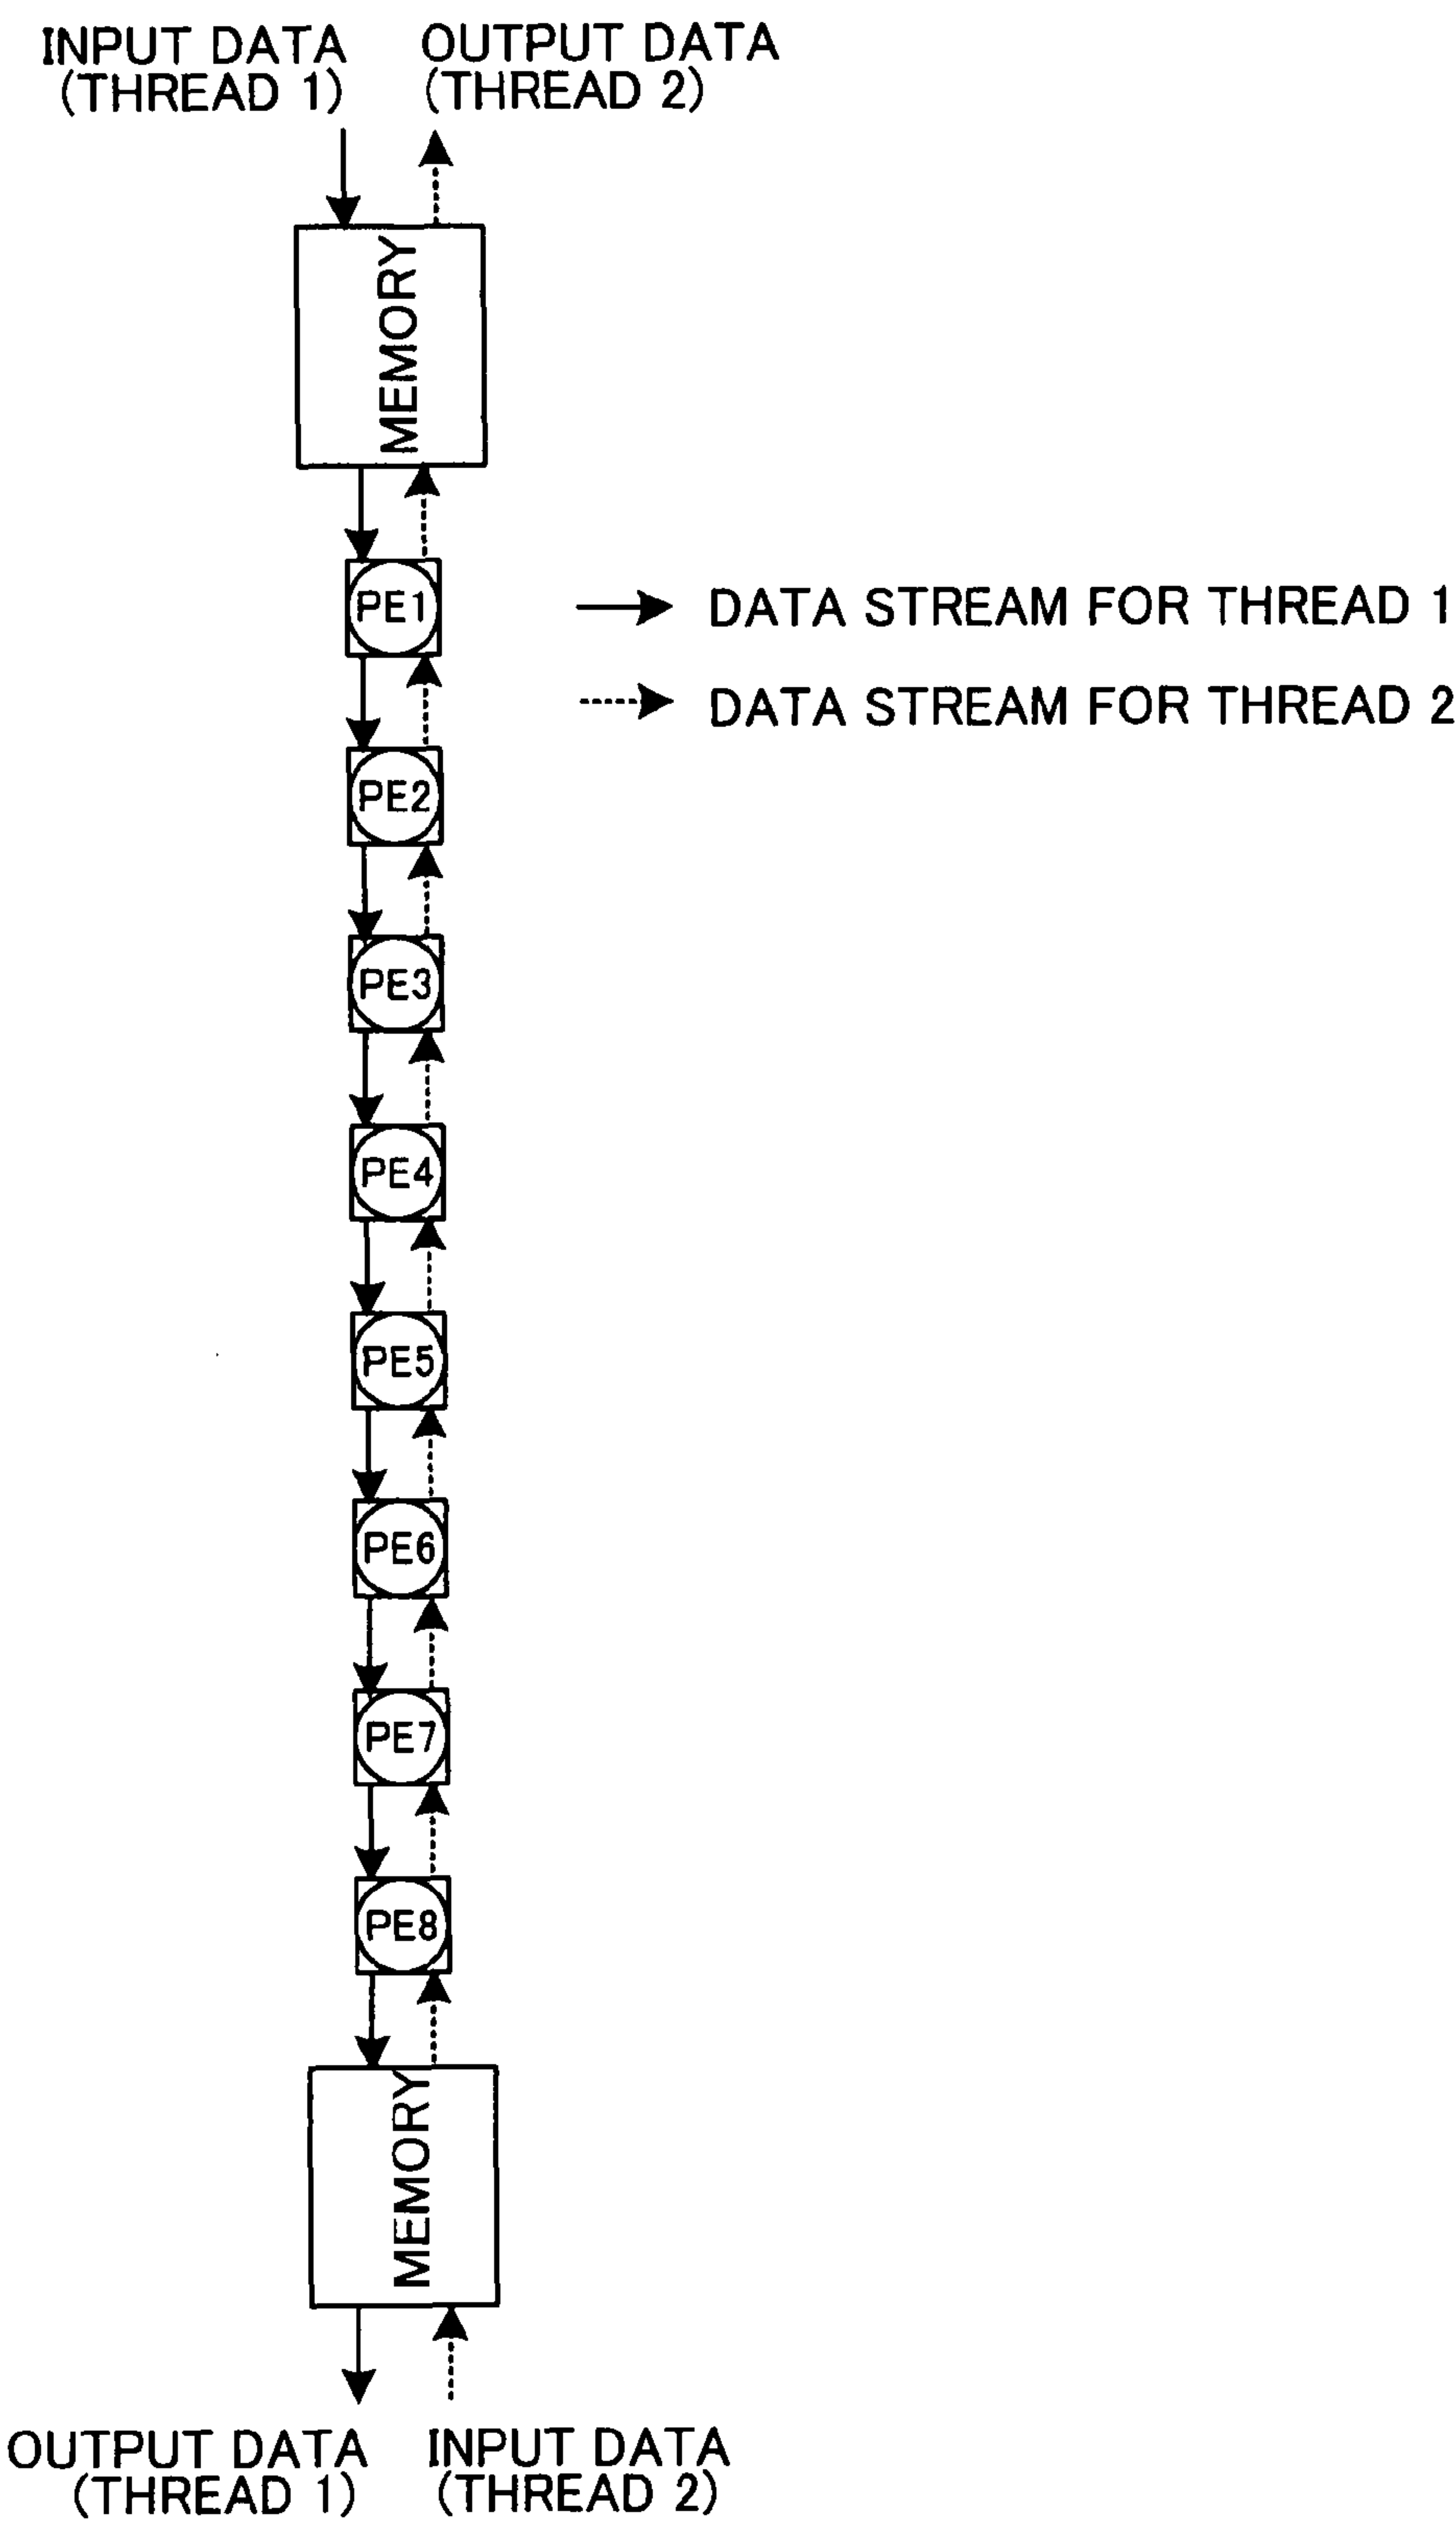 INPUT DATA
(THREAD 1)
OUTPUT DATA
(THREAD 2)
MEMORY
PE1
DATA STREAM FOR THREAD 1
PE2
DATA STREAM FOR THREAD 2
PE3
PE4
PE5
PE6
PE7
PE8
MEMORY
OUTPUT DATA
(THREAD 1)
INPUT DATA
(THREAD 2)